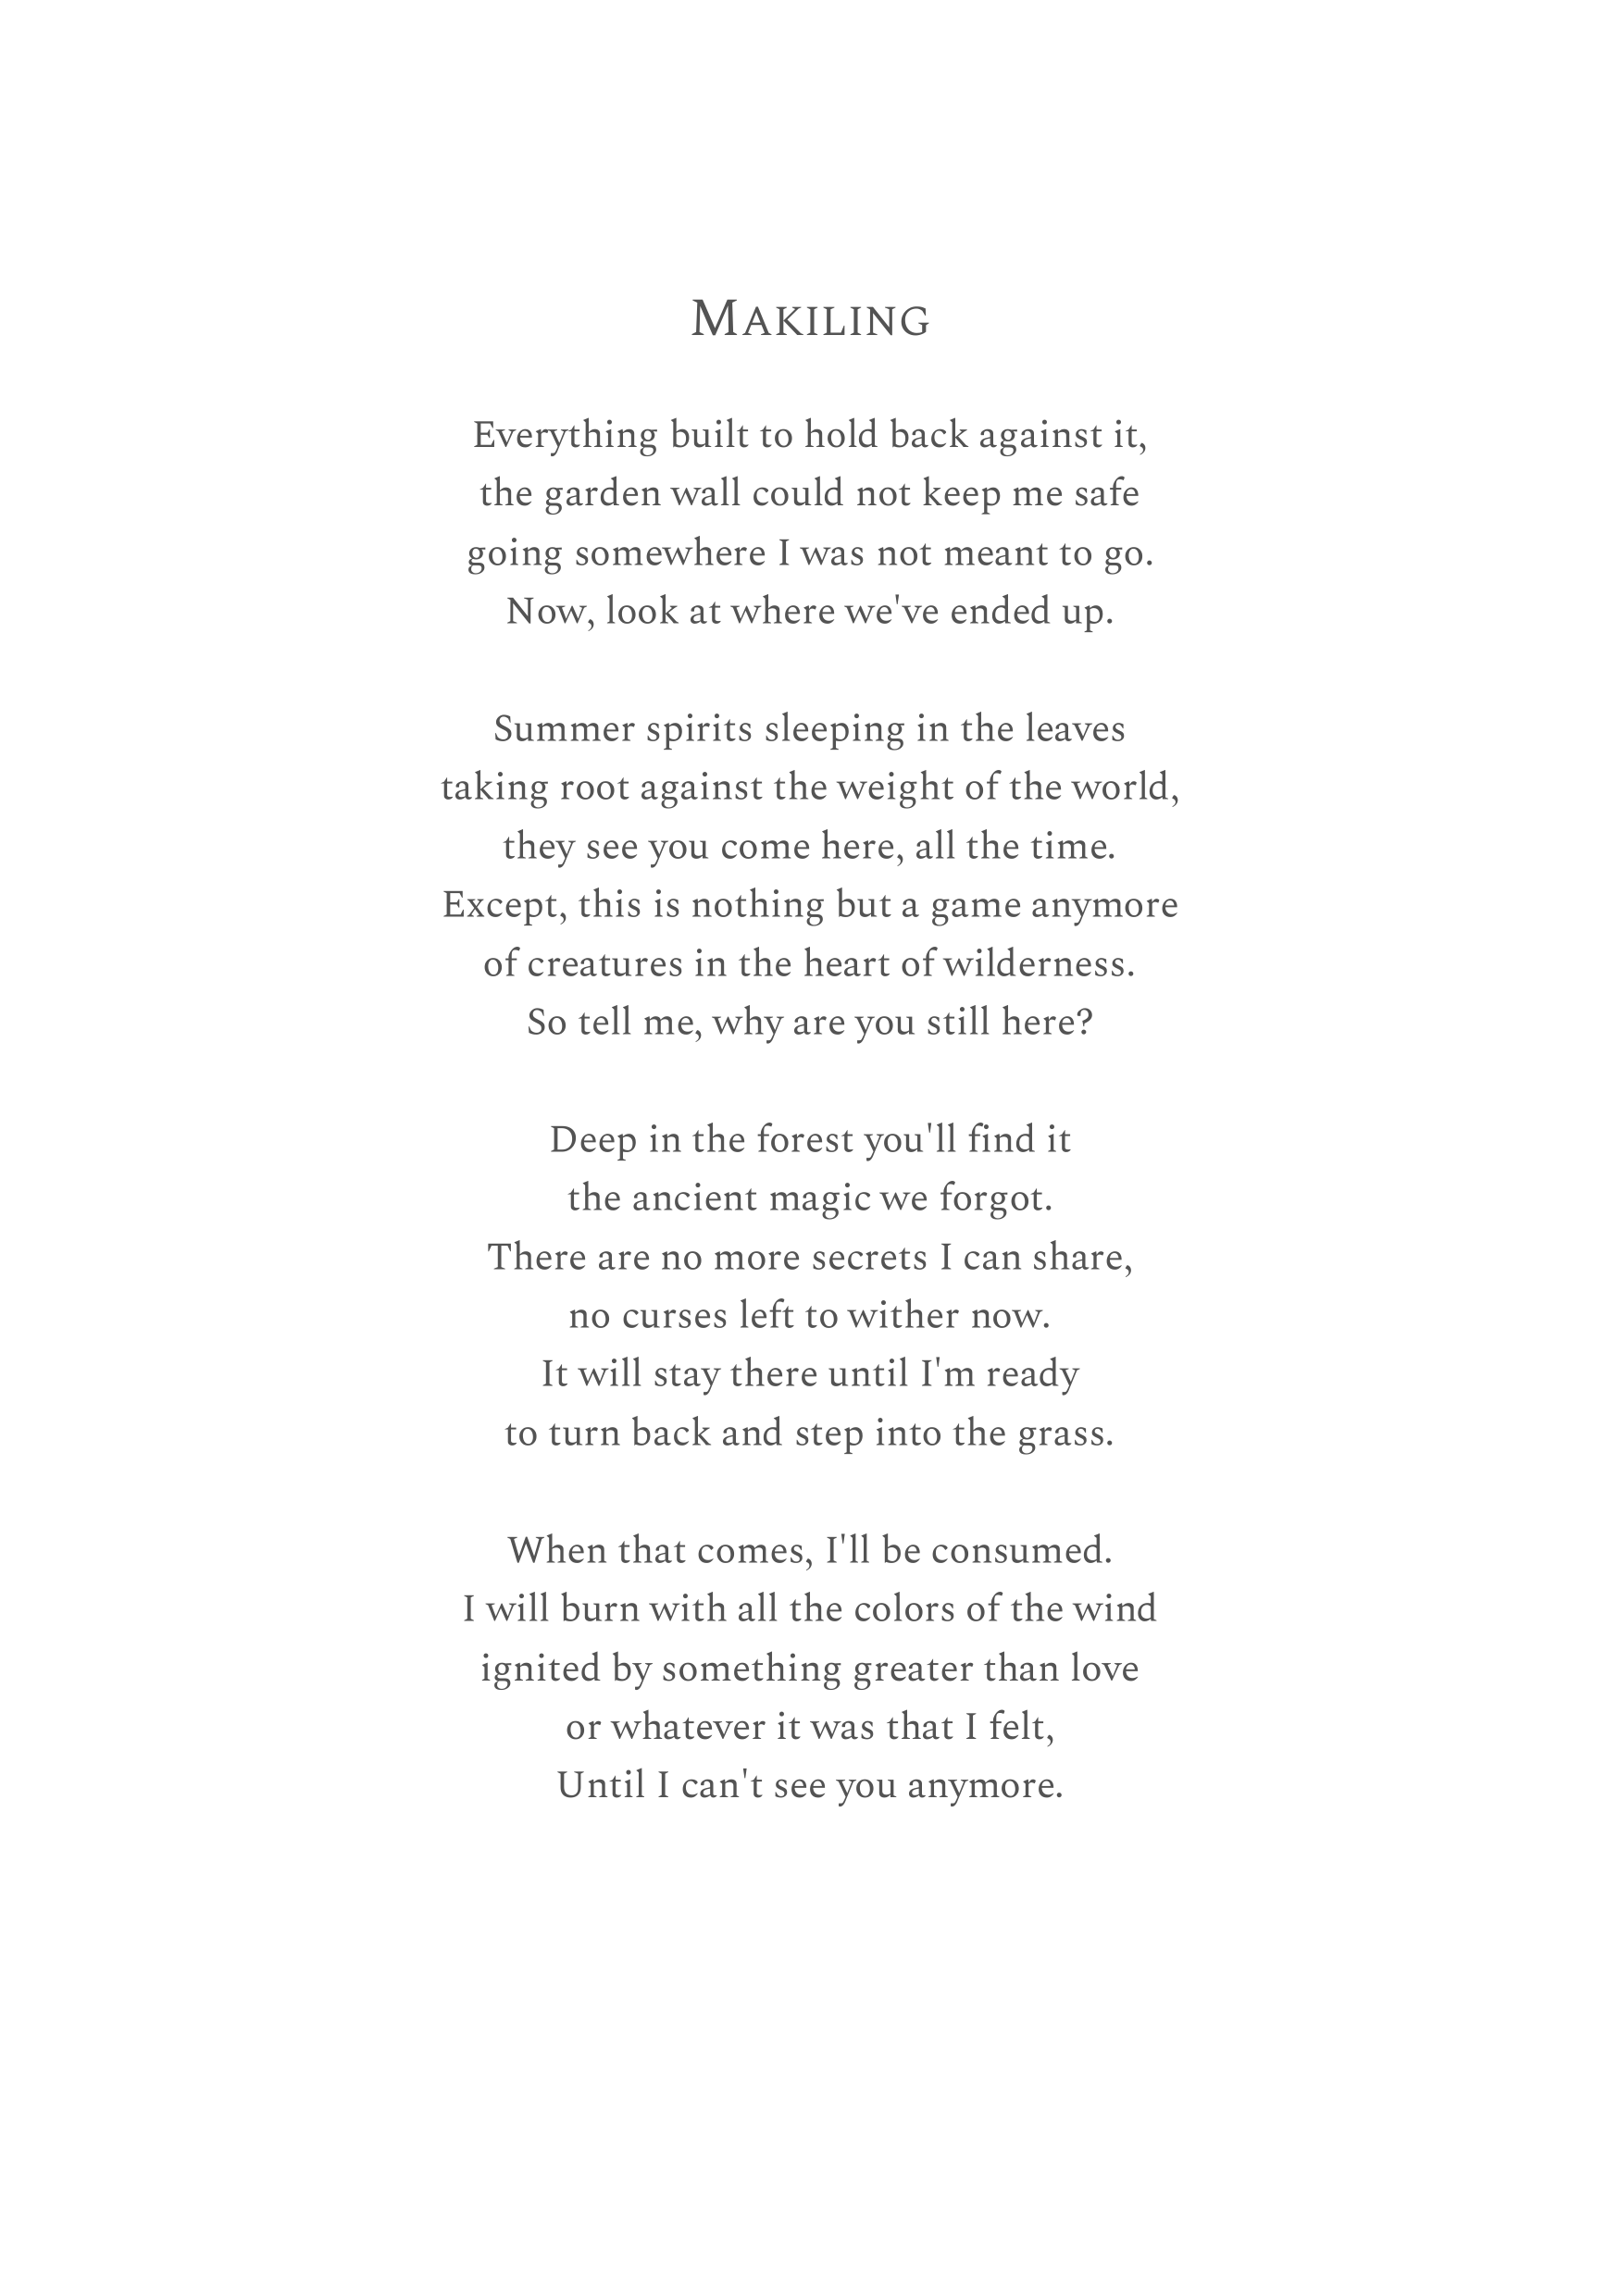 Makiling
Everything built to hold back against it,
the garden wall could not keep me safe
going somewhere I was not meant to go.
Now, look at where we've ended up.
Summer spirits sleeping in the leaves
taking root against the weight of the world,
they see you come here, all the time.
Except, this is nothing but a game anymore
of creatures in the heart of wilderness.
So tell me, why are you still here?
Deep in the forest you'll find it
the ancient magic we forgot.
There are no more secrets I can share,
no curses left to wither now.
It will stay there until I'm ready
to turn back and step into the grass.
When that comes, I'll be consumed.
I will burn with all the colors of the wind
ignited by something greater than love
or whatever it was that I felt,
Until I can't see you anymore.